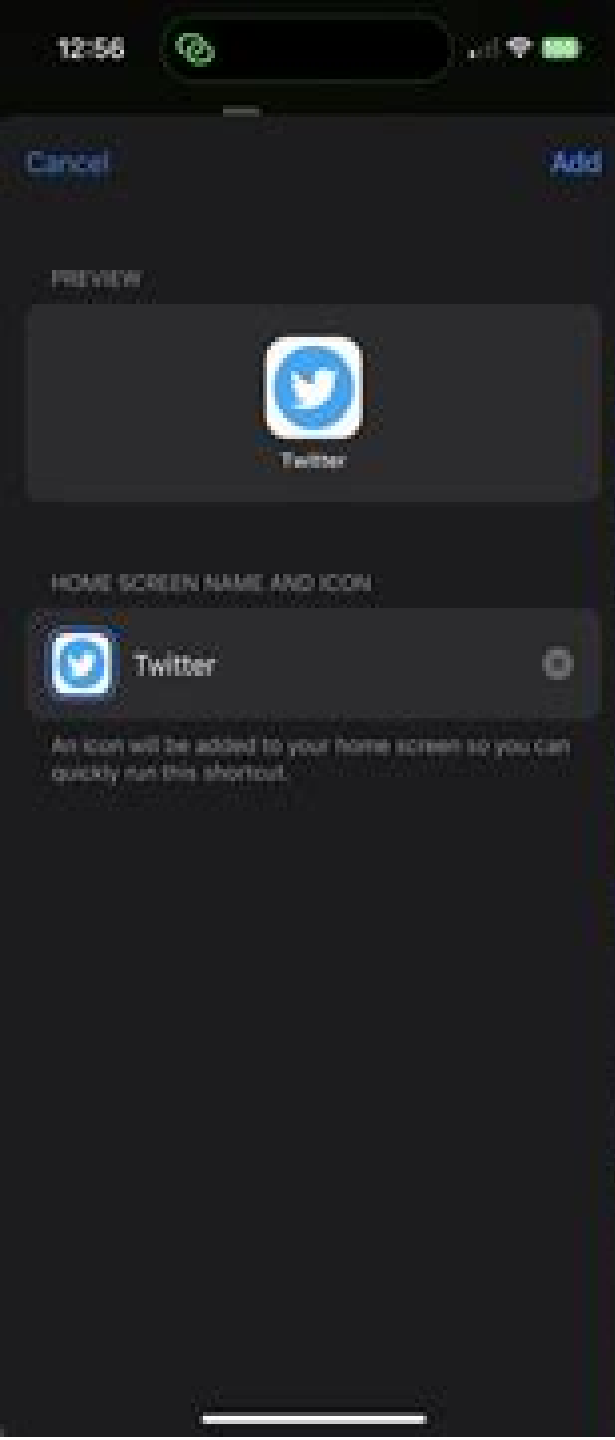 12:56
Cancel
Add
PREVIEW
Twitter
HOME SCREEN NAME AND ICON
Twitter
An icon will be added to your home screen so you can
quickly run this shortcut.